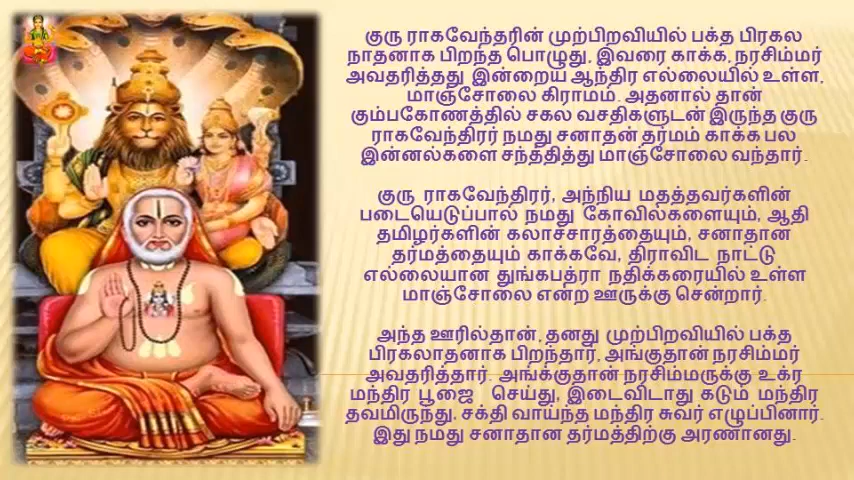 குரு ராகவேந்தரின் முற்பிறவியில் பக்த பிரகல
நாதனாக பிறந்த பொழுது, இவரை காக்க, நரசிம்மர்
அவதரித்தது இன்றைய ஆந்திர எல்லையில் உள்ள,
மாஞ்சோலை கிராமம். அதனால் தான்
கும்பகோணத்தில் சகல வசதிகளுடன் இருந்த குரு
ராகவேந்திரர் நமது சனாதன் தர்மம் காக்க பல
இன்னல்களை சந்தத்தித்து மாஞ்சோலை வந்தார்.
குரு ராகவேந்திரர், அந்நிய மதத்தவர்களின்
படையெடுப்பால் நமது கோவில்களையும், ஆதி
தமிழர்களின் கலாச்சாரத்தையும், சனாதான
தர்மத்தையும் காக்கவே, திராவிட நாட்டு
எல்லையான துங்கபத்ரா நதிக்கரையில் உள்ள
மாஞ்சோலை என்ற ஊருக்கு சென்றார்.
அந்த ஊரில்தான், தனது முற்பிறவியில் பக்த
பிரகலாதனாக பிறந்தார், அங்குதான் நரசிம்மர்
அவதரித்தார். அங்க்குதான் நரசிம்மருக்கு உக்ர
மந்திர பூஜை செய்து, இடைவிடாது கடும் மந்திர
தவமிருந்து, சக்தி வாய்ந்த மந்திர சுவர் எழுப்பினார்.
இது நமது சனாதான தர்மத்திற்கு அரணானது.